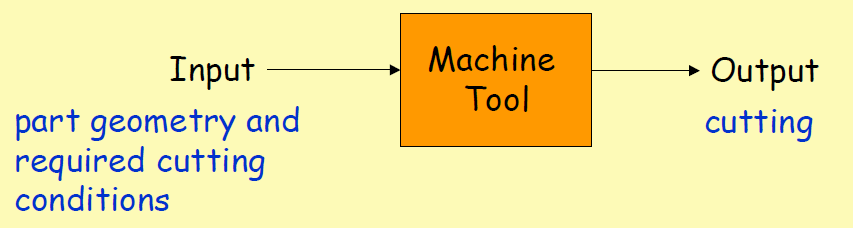 Input
Machine
Tool
Output
part geometry and
required cutting
conditions
cutting